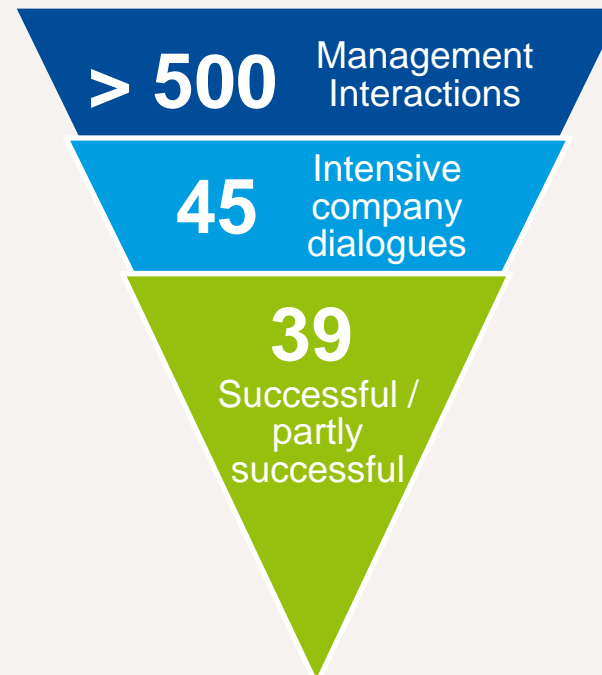 > 500
Management
Interactions
45
Intensive
company
dialogues
39
Successful /
partly
successful